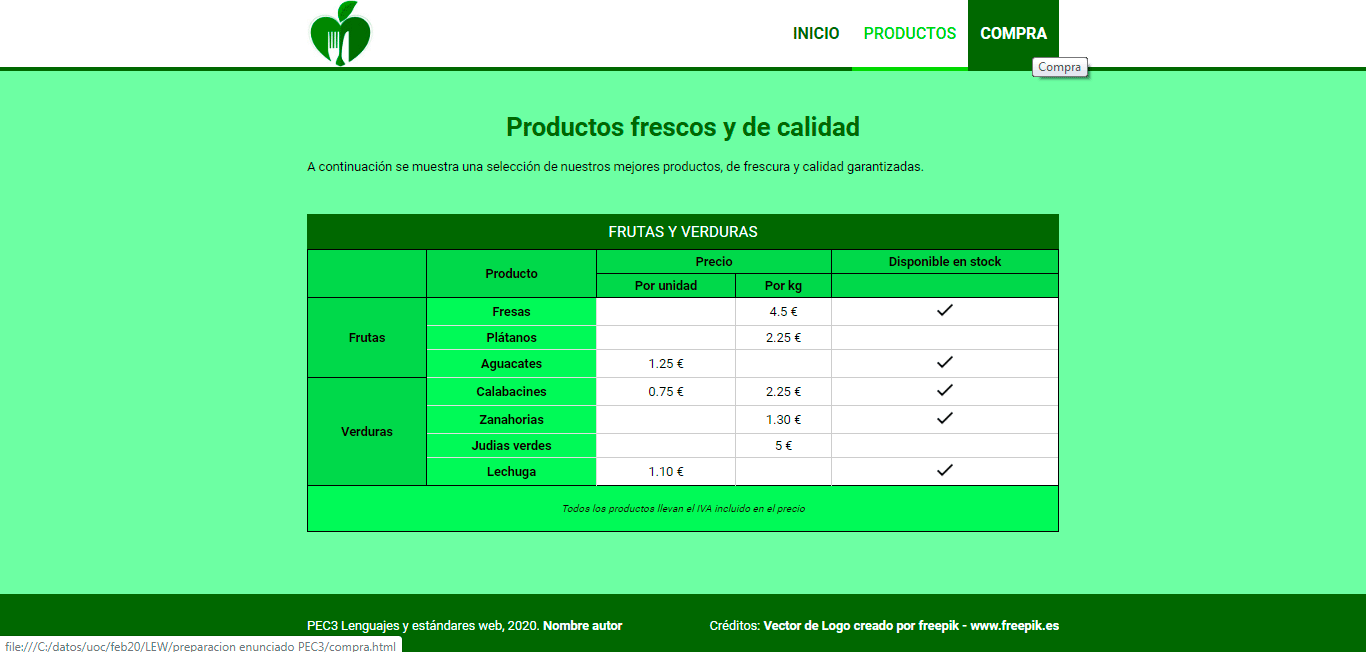 INICIO PRODUCTOS COMPRA
Compra
Productos frescos y de calidad
A continuación se muestra una selección de nuestros mejores productos, de frescura y calidad garantizadas.
FRUTAS Y VERDURAS
Producto Precio Disponible en stock
Por unidad Por kg
Frutas Fresas 4.5 €
Plátanos 2.25 €
Aguacates 1.25 €
Verduras Calabacines 0.75 € 2.25 €
Zanahorias 1.30 €
Judias verdes 5 €
Lechuga 1.10 €
Todos los productos llevan el IVA incluido en el precio
PEC3 Lenguajes y estándares web, 2020. Nombre autor Créditos: Vector de Logo creado por freepik - www.freepik.es
file:///C:/datos/uoc/feb20/LEW/preparacion enunciado PEC3/compra.html